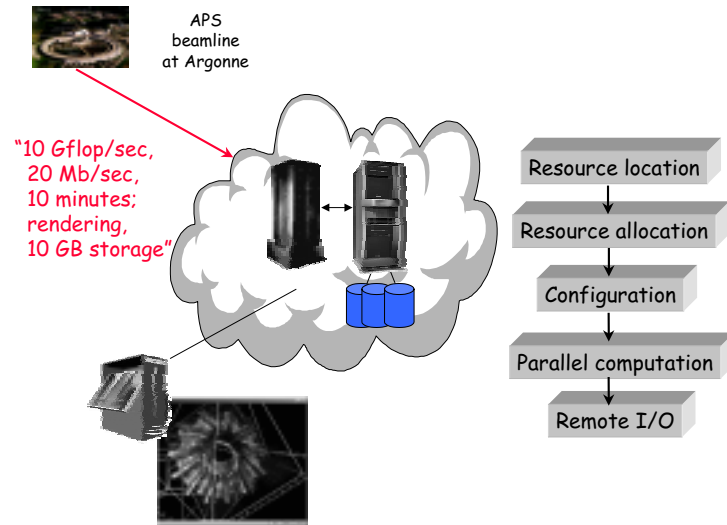 APS
beamline
at Argonne
“10 Gflop/sec,
20 Mb/sec,
10 minutes;
rendering,
10 GB storage”
Resource location
Resource allocation
Configuration
Parallel computation
Remote I/O